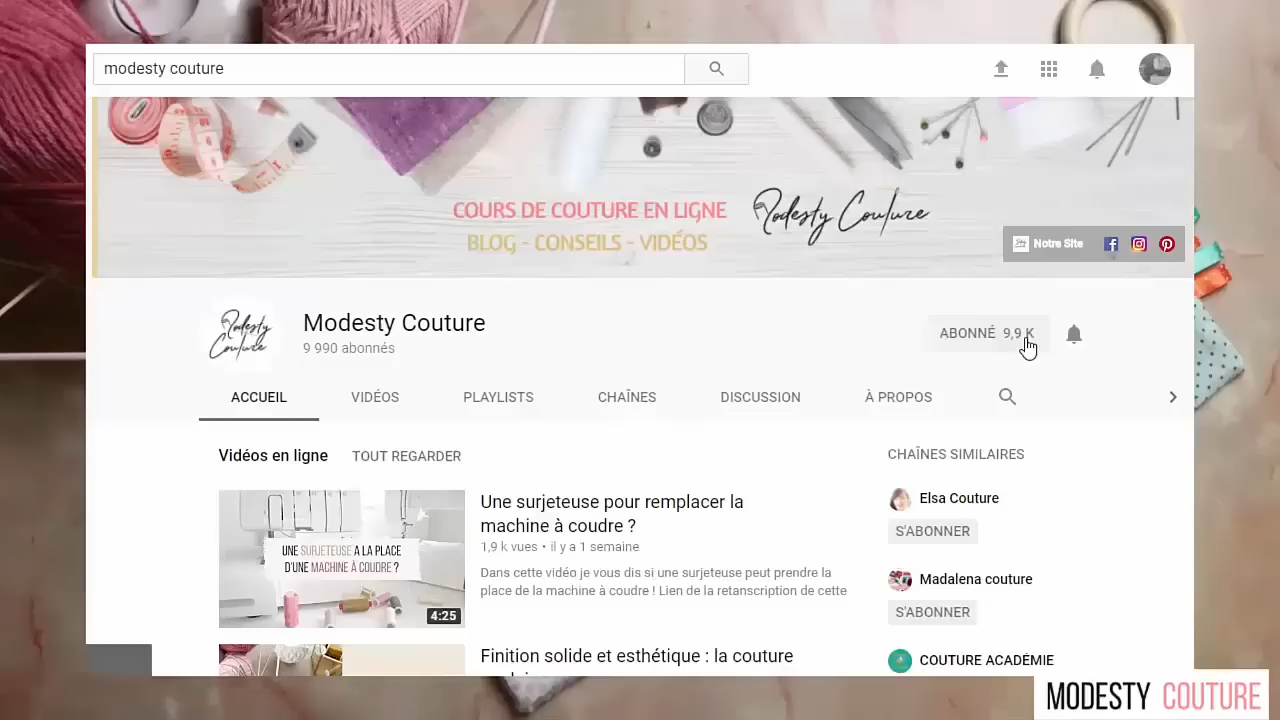 modesty couture
COURS DE COUTURE EN LIGNE
BLOG - CONSEILS - VIDÉOS
Modesty Couture
Notre Site
Modesty
Couture
Modesty Couture
9 990 abonnés
ABONNÉ 9,9 K
ACCUEIL
VIDÉOS
PLAYLISTS
CHAÎNES
DISCUSSION
À PROPOS
Vidéos en ligne
TOUT REGARDER
UNE SURJETEUSE A LA PLACE
D'UNE MACHINE À COUDRE ?
4:25
Une surjeteuse pour remplacer la
machine à coudre ?
1,9 k vues • il y a 1 semaine
Dans cette vidéo je vous dis si une surjeteuse peut prendre la
place de la machine à coudre ! Lien de la retanscription de cette
Finition solide et esthétique : la couture
CHAÎNES SIMILAIRES
Elsa Couture
S'ABONNER
Madalena couture
S'ABONNER
COUTURE ACADÉMIE
MODESTY COUTURE